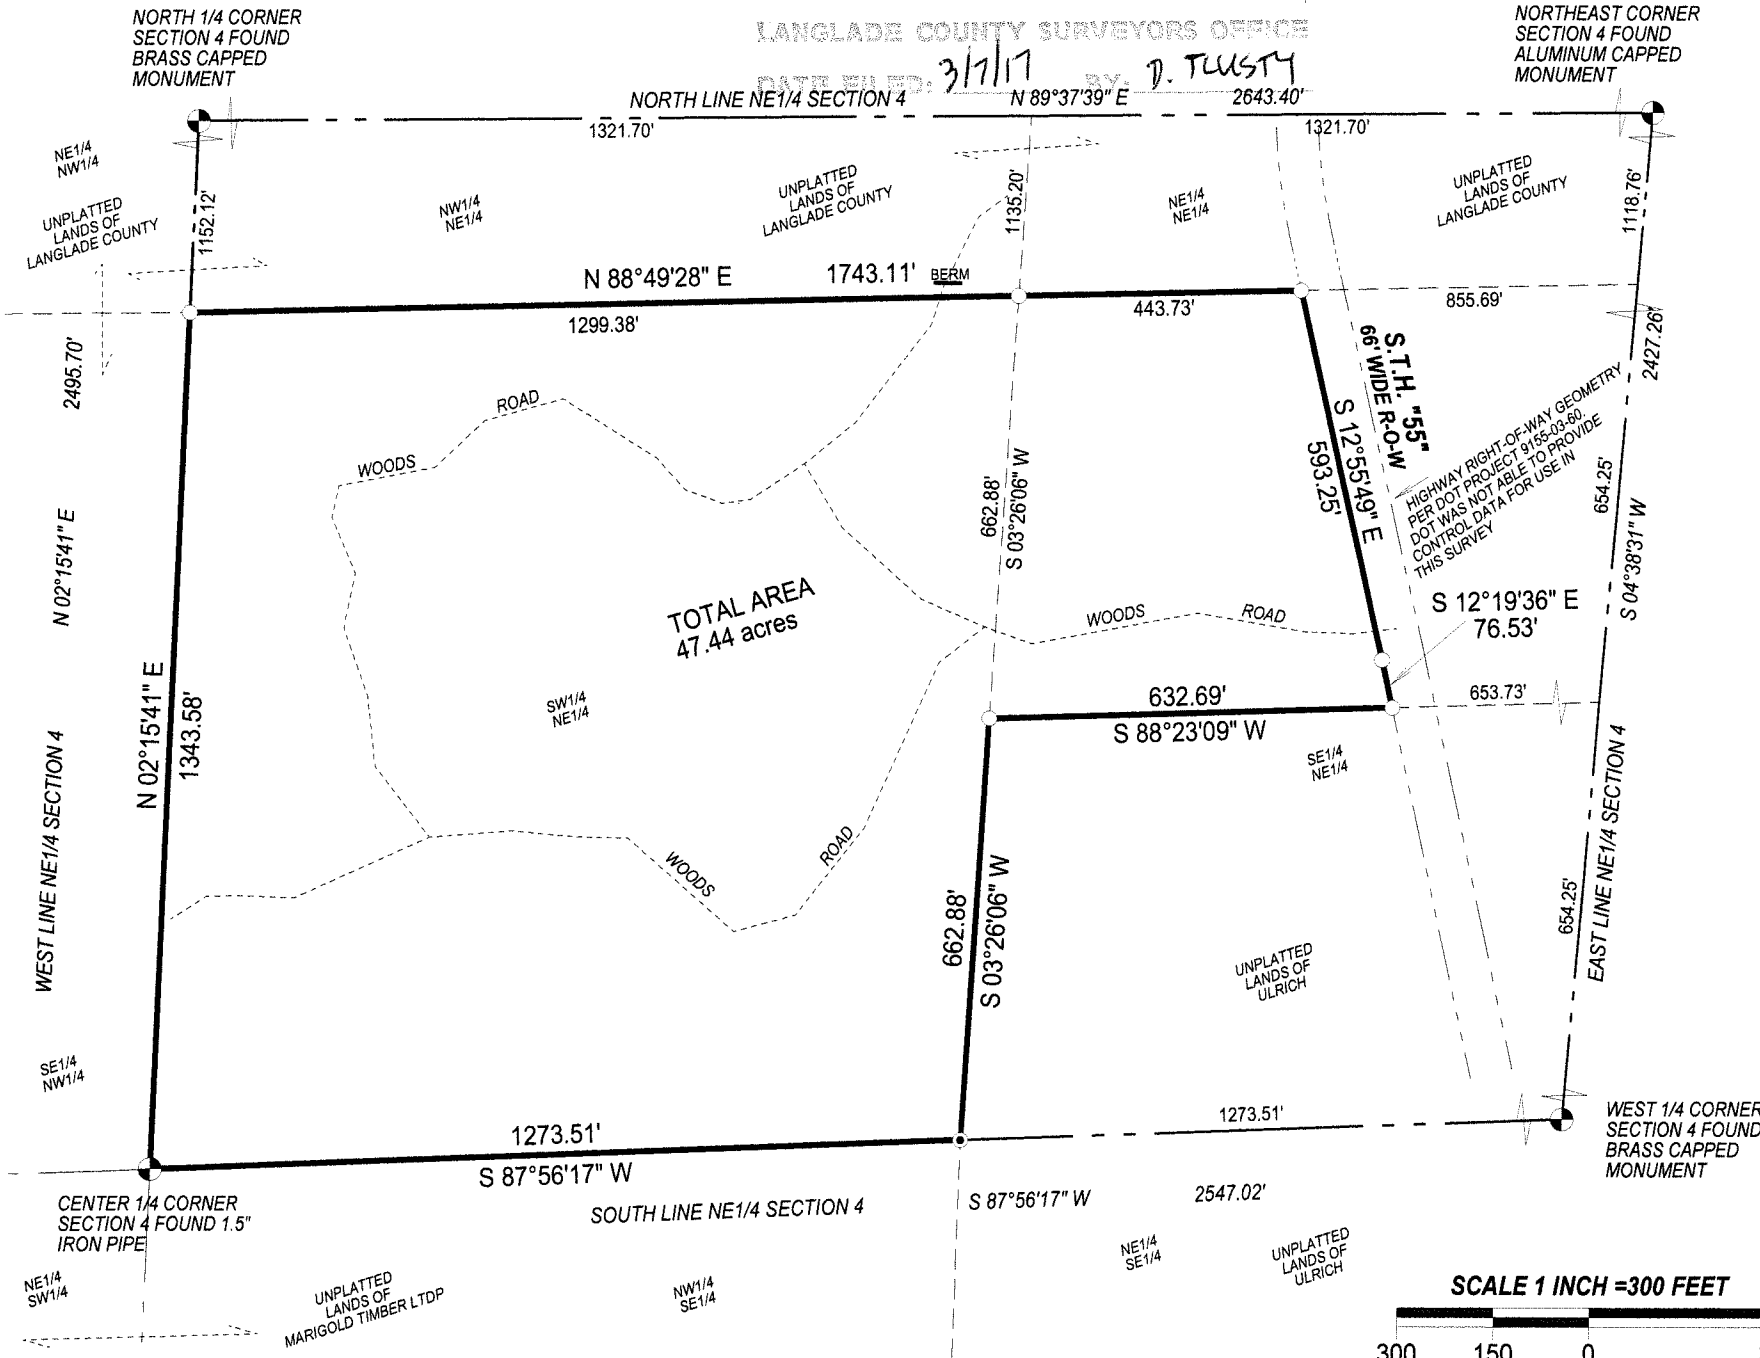 NORTH 1/4 CORNER
SECTION 4 FOUND
BRASS CAPPED
MONUMENT
LANGLADE COUNTY SURVEYORS OFFICE
DATE FILED: 3/7/17 BY: D. TLUSTY
NORTHEAST CORNER
SECTION 4 FOUND
ALUMINUM CAPPED
MONUMENT
NORTH LINE NE1/4 SECTION 4
N 89°37'39" E
2643.40'
1321.70'
1321.70'
NE1/4
NW1/4
UNPLATTED
LANDS OF
LANGLADE COUNTY
1152.12'
NW1/4
NE1/4
UNPLATTED
LANDS OF
LANGLADE COUNTY
1135.20'
NE1/4
NE1/4
UNPLATTED
LANDS OF
LANGLADE COUNTY
1118.76'
N 88°49'28" E
1743.11'
BERM
1299.38'
443.73'
855.69'
2495.70'
2427.26'
S.T.H. "55"
66' WIDE R-O-W
S 12°55'49" E
593.25'
HIGHWAY RIGHT-OF-WAY GEOMETRY
PER DOT PROJECT 9155-03-60.
DOT WAS NOT ABLE TO PROVIDE
CONTROL DATA FOR USE IN
THIS SURVEY
WOODS
ROAD
662.88'
S 03°26'06" W
654.25'
S 04°38'31" W
N 02°15'41" E
TOTAL AREA
47.44 acres
WOODS
ROAD
S 12°19'36" E
76.53'
N 02°15'41" E
1343.58'
SW1/4
NE1/4
632.69'
S 88°23'09" W
653.73'
WEST LINE NE1/4 SECTION 4
SE1/4
NE1/4
EAST LINE NE1/4 SECTION 4
WOODS
ROAD
662.88'
S 03°26'06" W
654.25'
UNPLATTED
LANDS OF
ULRICH
SE1/4
NW1/4
1273.51'
S 87°56'17" W
1273.51'
WEST 1/4 CORNER
SECTION 4 FOUND
BRASS CAPPED
MONUMENT
CENTER 1/4 CORNER
SECTION 4 FOUND 1.5"
IRON PIPE
SOUTH LINE NE1/4 SECTION 4
S 87°56'17" W
2547.02'
NE1/4
SW1/4
UNPLATTED
LANDS OF
MARIGOLD TIMBER LTDP
NW1/4
SE1/4
NE1/4
SE1/4
UNPLATTED
LANDS OF
ULRICH
SCALE 1 INCH =300 FEET
300 150 0